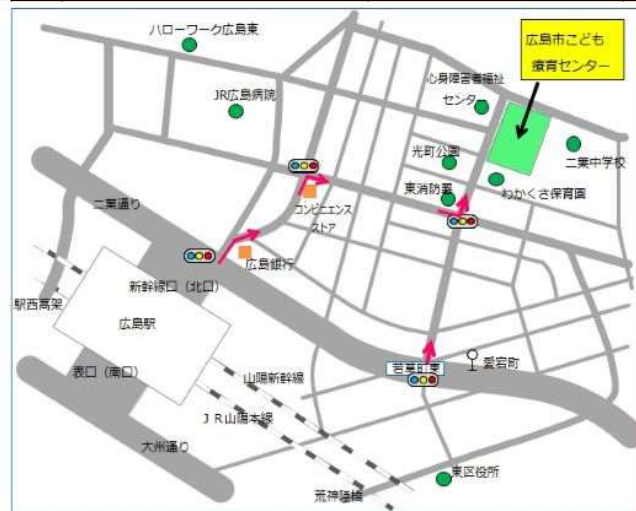 ハローワーク広島東
広島市こども
療育センター
心身障害者福祉
センター
JR広島病院
光町公園
二葉中学校
東消防署
わかくさ保育園
コンビニエンス
ストア
二葉通り
広島銀行
新幹線口（北口）
駅西高架
広島駅
表口（南口）
若草町東
愛宕町
山陽新幹線
ＪＲ山陽本線
大州通り
東区役所
荒神陸橋